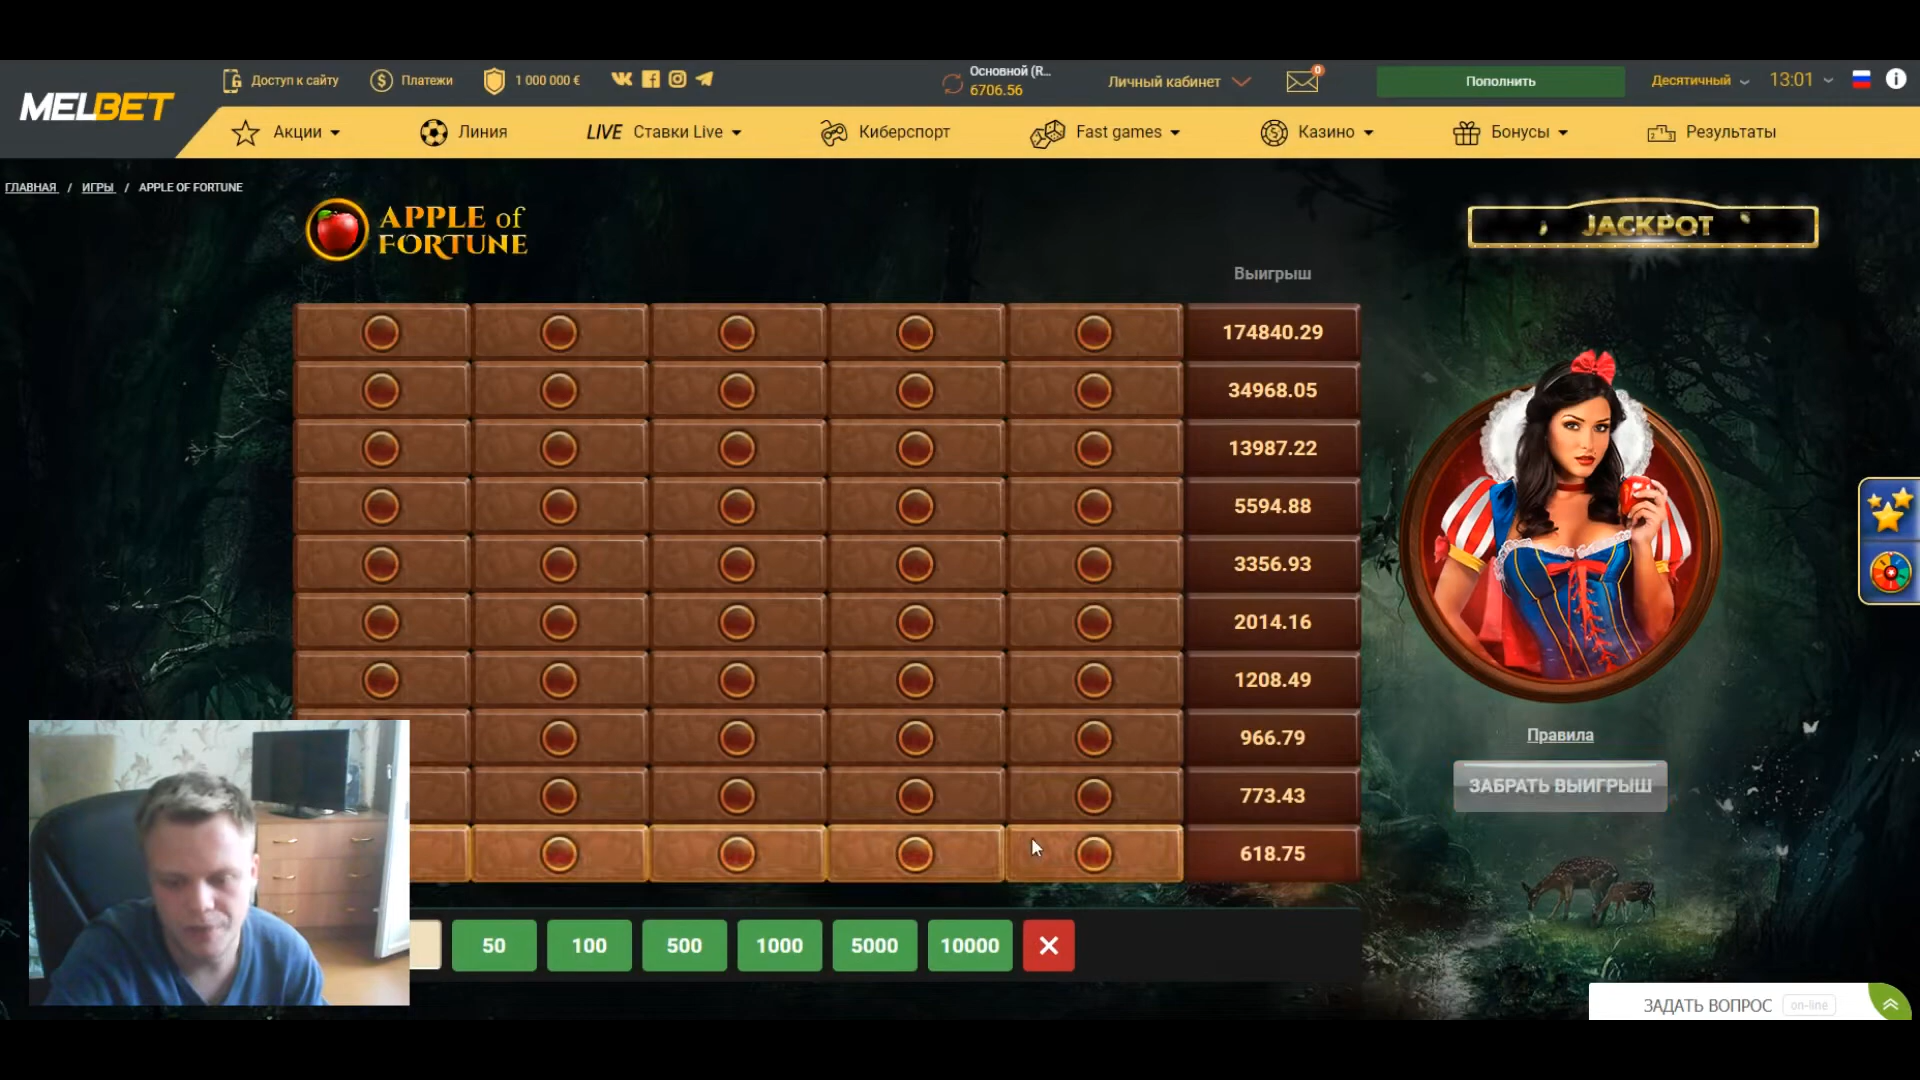 Доступ к сайту
Платежи
1 000 000 €
Основной (R...
6706.56
Личный кабинет
0
Пополнить
Десятичный
13:01
MELBET
Акции
Линия
LIVE Ставки Live
Киберспорт
Fast games
Казино
Бонусы
Результаты
ГЛАВНАЯ / ИГРЫ / APPLE OF FORTUNE
APPLE of
FORTUNE
JACKPOT
Выигрыш
174840.29
34968.05
13987.22
5594.88
3356.93
2014.16
1208.49
966.79
773.43
618.75
Правила
ЗАБРАТЬ ВЫИГРЫШ
50
100
500
1000
5000
10000
ЗАДАТЬ ВОПРОС
on-line